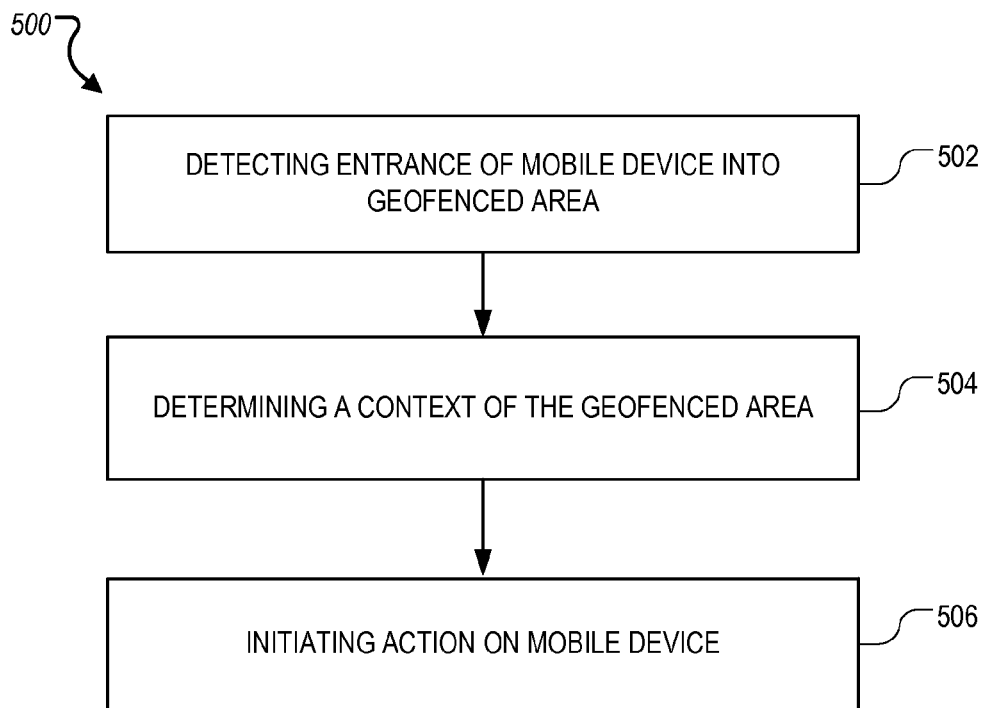 500
DETECTING ENTRANCE OF MOBILE DEVICE INTO
GEOFENCED AREA
502
DETERMINING A CONTEXT OF THE GEOFENCED AREA
504
INITIATING ACTION ON MOBILE DEVICE
506